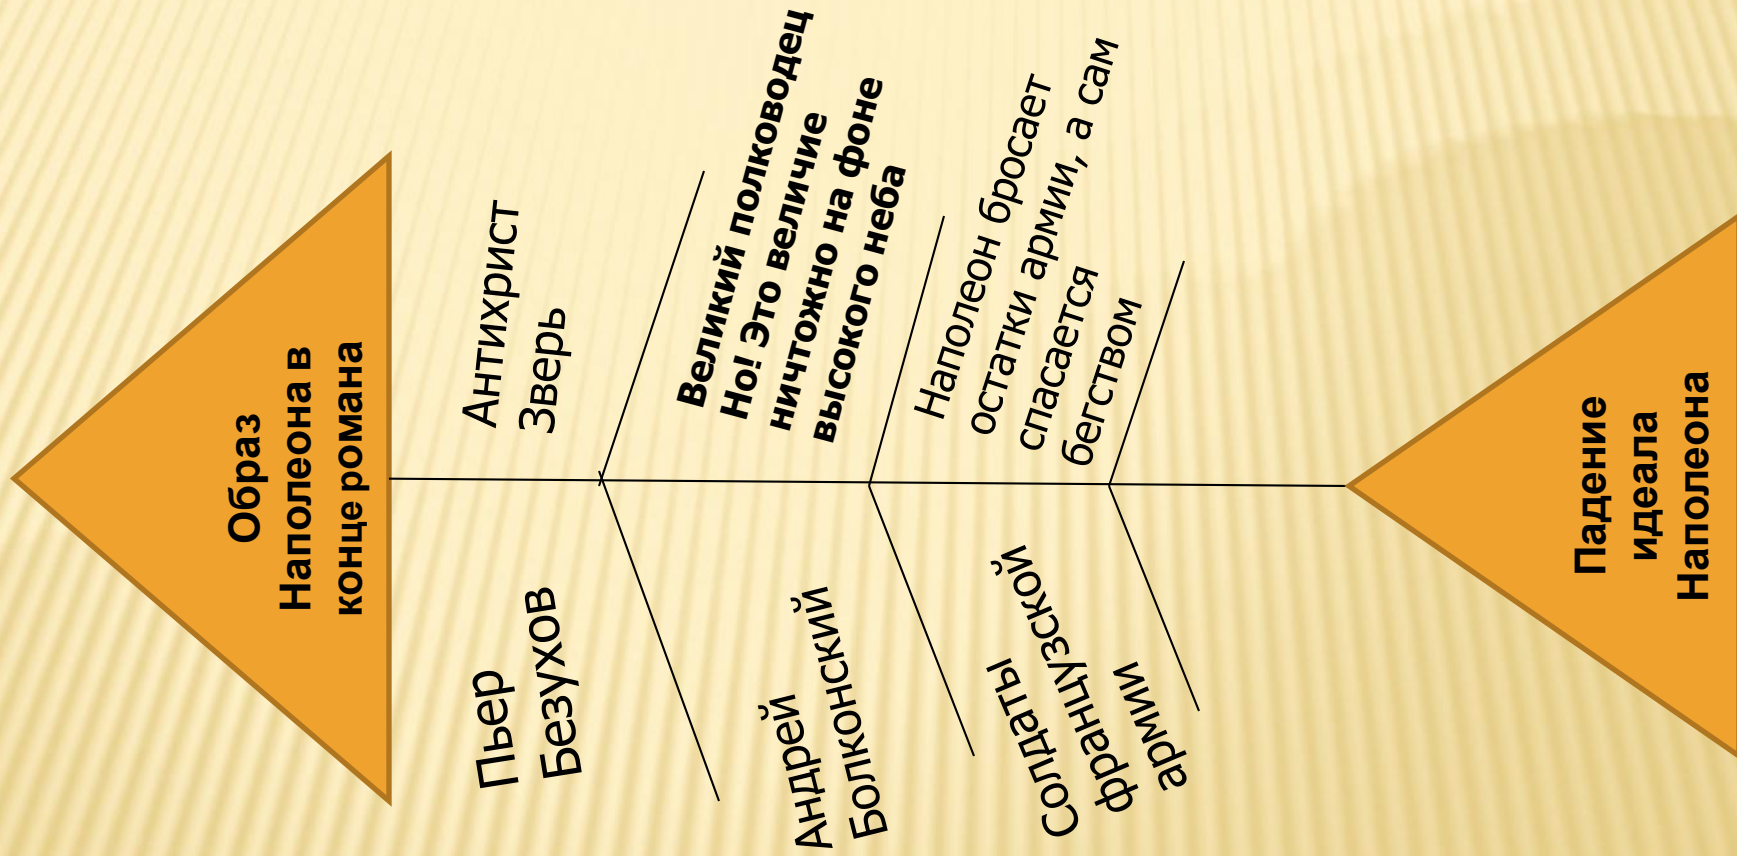 Образ
Наполеона в
конце романа
Пьер
Безухов
Антихрист
Зверь
Андрей
Болконский
Великий полководец
Но! Это величие
ничтожно на фоне
высокого неба
Солдаты
французской
армии
Наполеон бросает
остатки армии, а сам
спасается
бегством
Падение
идеала
Наполеона